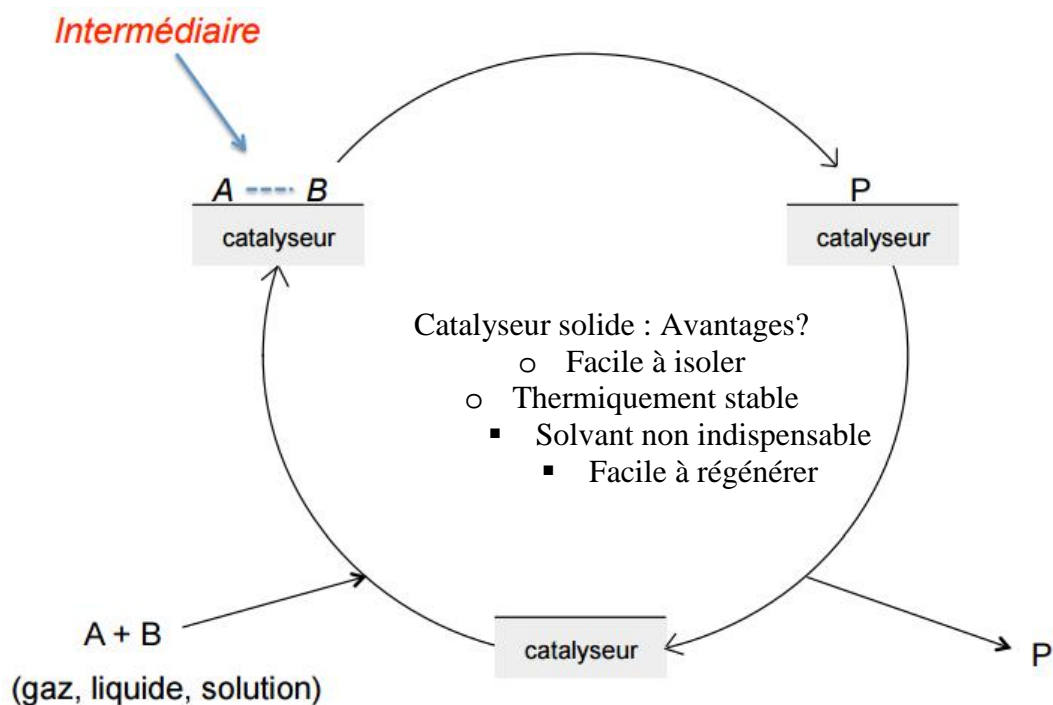 Intermédiaire
A ---- B
catalyseur
P
catalyseur
Catalyseur solide : Avantages?
o Facile à isoler
o Thermiquement stable
▪ Solvant non indispensable
▪ Facile à régénérer
A + B
(gaz, liquide, solution)
catalyseur
P